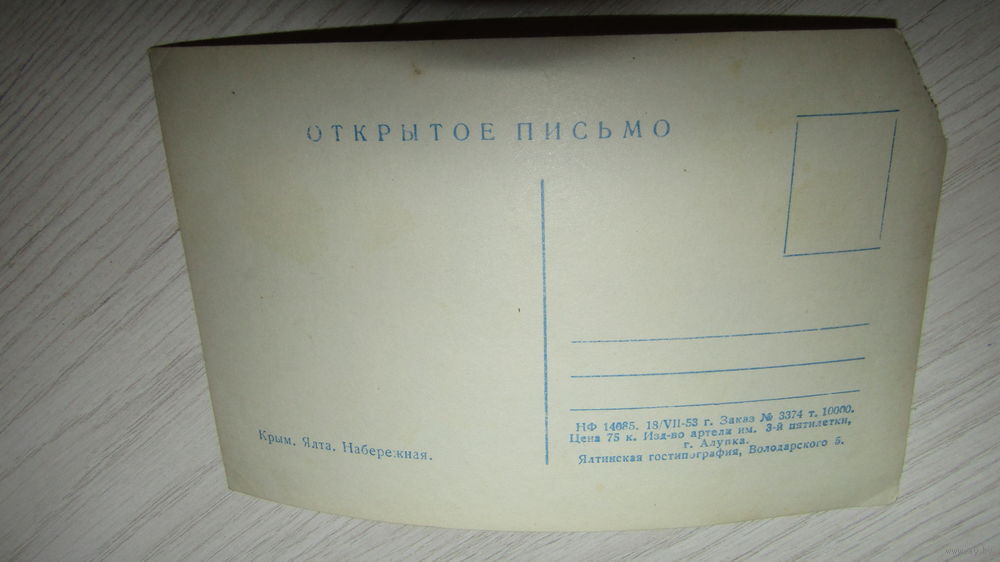 ОТКРЫТОЕ ПИСЬМО
Крым. Ялта. Набережная.
НФ 14085. 18/VII-53 г. Заказ № 3374 т. 10000.
Цена 75 к. Изд-во артели им. 3-й пятилетки,
г. Алупка.
Ялтинская гостипография, Володарского 5.